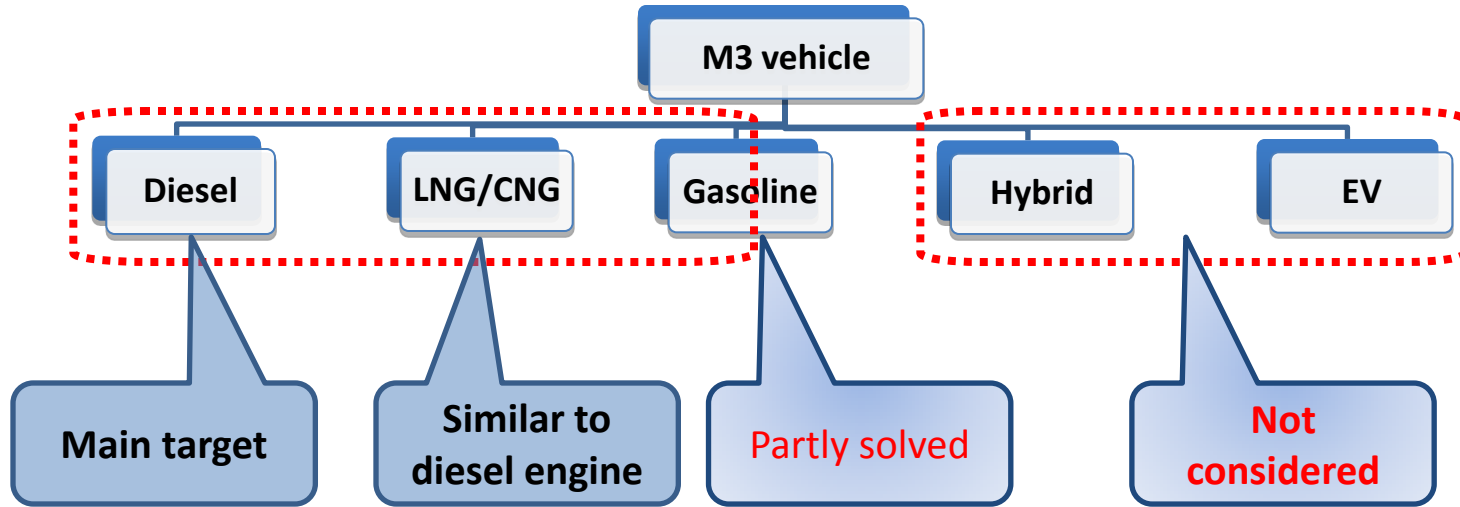 M3 vehicle
Diesel
LNG/CNG
Gasoline
Hybrid
EV
Main target
Similar to
diesel engine
Partly solved
Not
considered